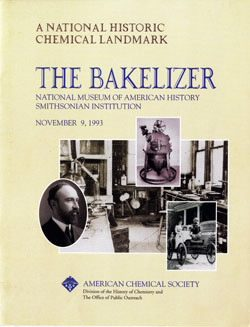 A NATIONAL HISTORIC
CHEMICAL LANDMARK
THE BAKELIZER
NATIONAL MUSEUM OF AMERICAN HISTORY
SMITHSONIAN INSTITUTION
NOVEMBER 9, 1993
AMERICAN CHEMICAL SOCIETY
Division of the History of Chemistry and
The Office of Public Outreach